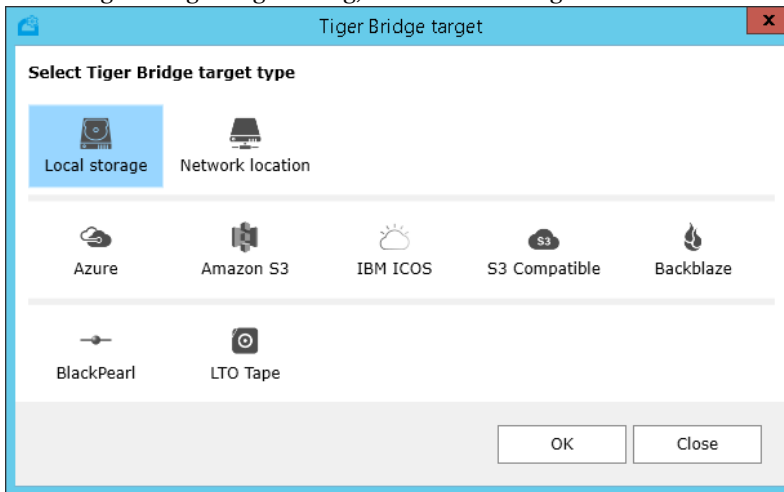 Tiger Bridge target
x
Select Tiger Bridge target type
Local storage
Network location
Azure
Amazon S3
IBM ICOS
S3
S3 Compatible
Backblaze
BlackPearl
LTO Tape
OK
Close